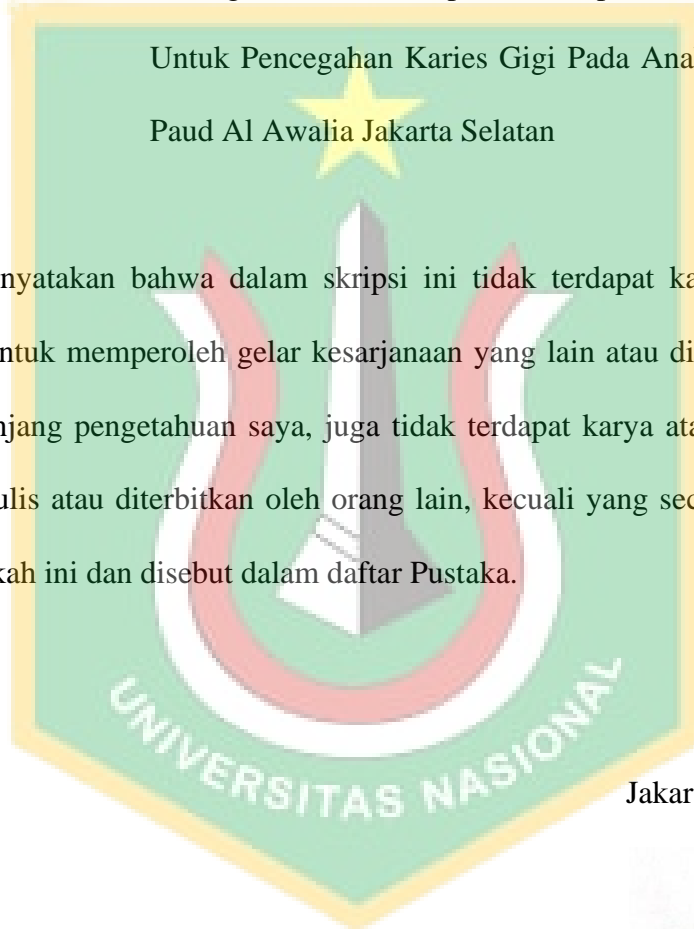 Untuk Pencegahan Karies Gigi Pada Ana
Paud Al Awalia Jakarta Selatan
nyatakan bahwa dalam skripsi ini tidak terdapat ka
ntuk memperoleh gelar kesarjanaan yang lain atau di
njang pengetahuan saya, juga tidak terdapat karya ata
ulis atau diterbitkan oleh orang lain, kecuali yang sec
kah ini dan disebut dalam daftar Pustaka.
UNIVERSITAS NASIONAL
Jakar